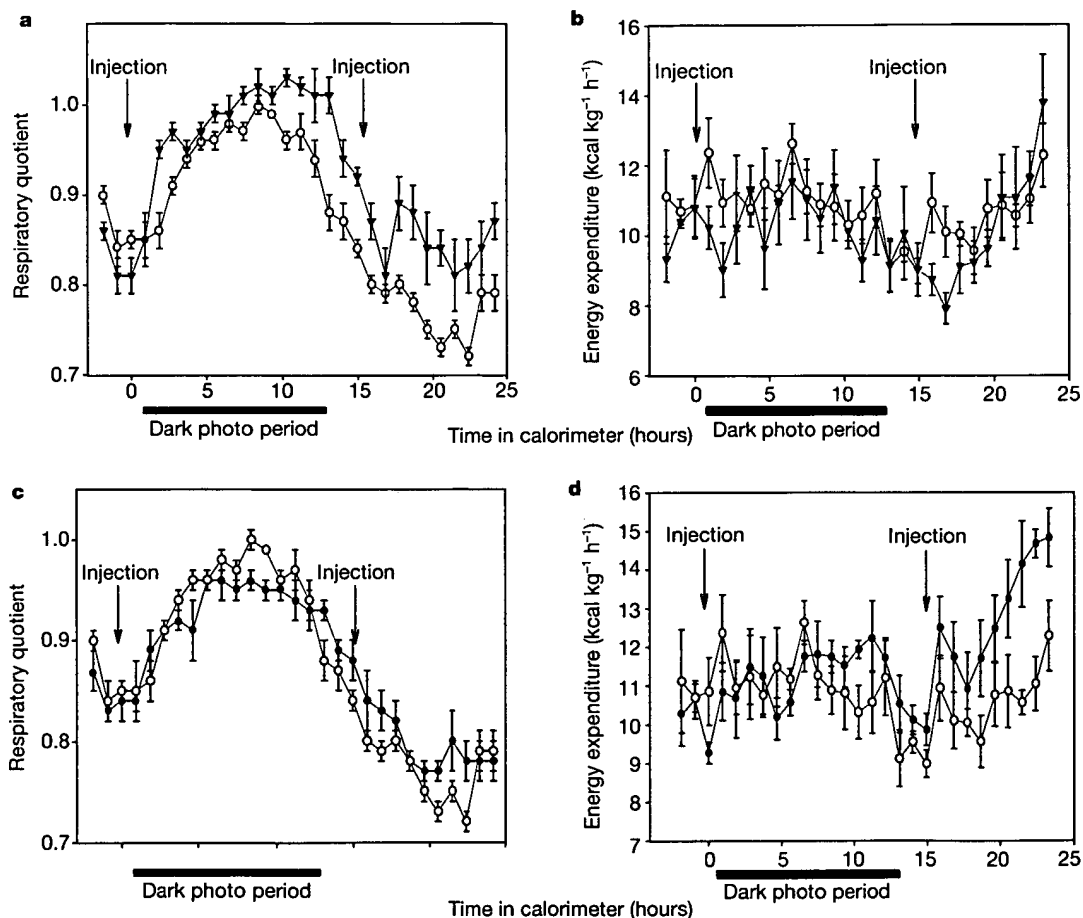 a
Injection
Injection
Respiratory quotient
1.0
0.9
0.8
0.7
0 5 10 15 20 25
Dark photo period
b
Injection
Injection
Energy expenditure (kcal kg⁻¹ h⁻¹)
16
14
12
10
8
6
0 5 10 15 20 25
Dark photo period
Time in calorimeter (hours)
c
Injection
Injection
Respiratory quotient
1.0
0.9
0.8
0.7
Dark photo period
d
Injection
Injection
Energy expenditure (kcal kg⁻¹ h⁻¹)
16
15
14
13
12
11
10
9
8
7
0 5 10 15 20 25
Dark photo period
Time in calorimeter (hours)